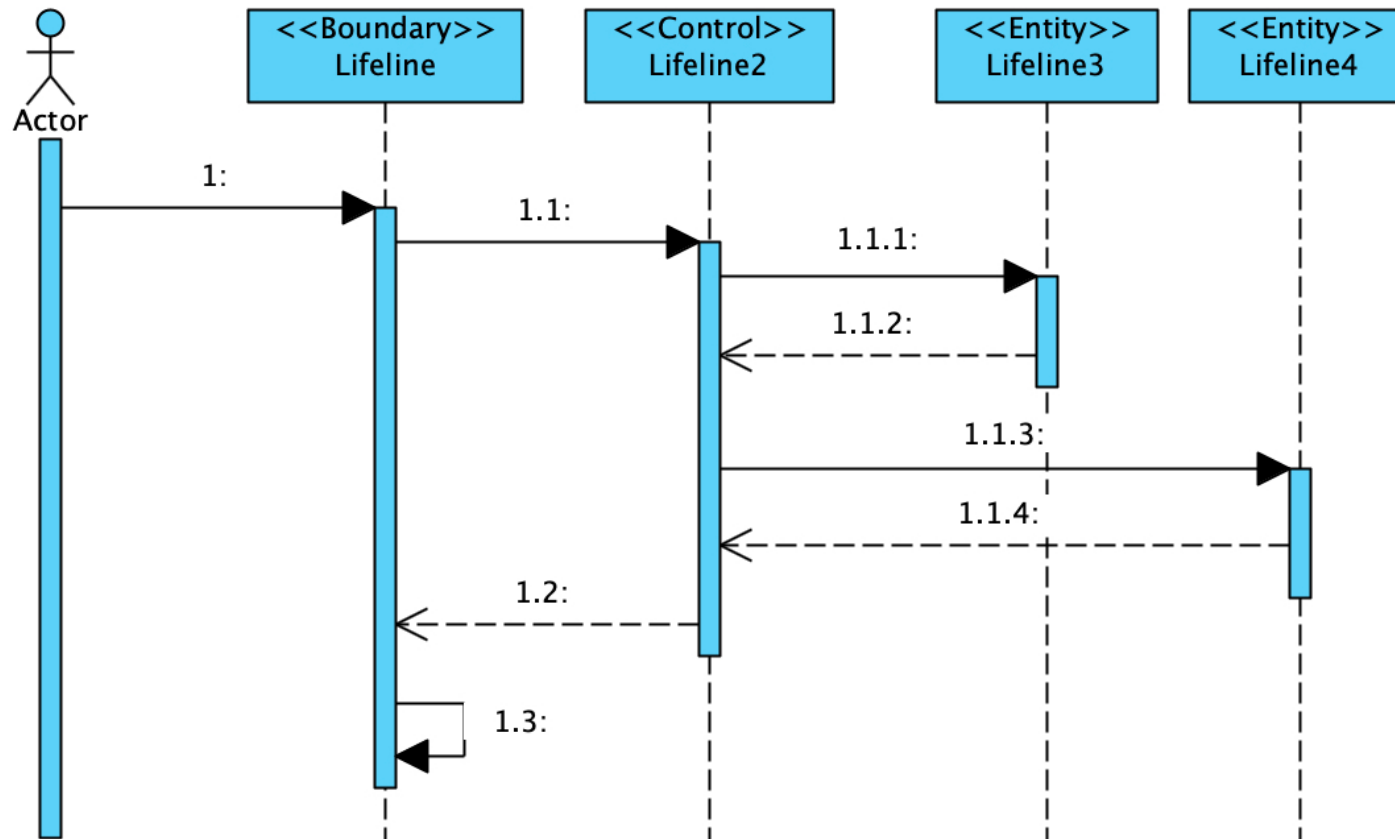 <<Boundary>>
Lifeline
<<Control>>
Lifeline2
<<Entity>>
Lifeline3
<<Entity>>
Lifeline4
Actor
1:
1.1:
1.1.1:
1.1.2:
1.1.3:
1.1.4:
1.2:
1.3: